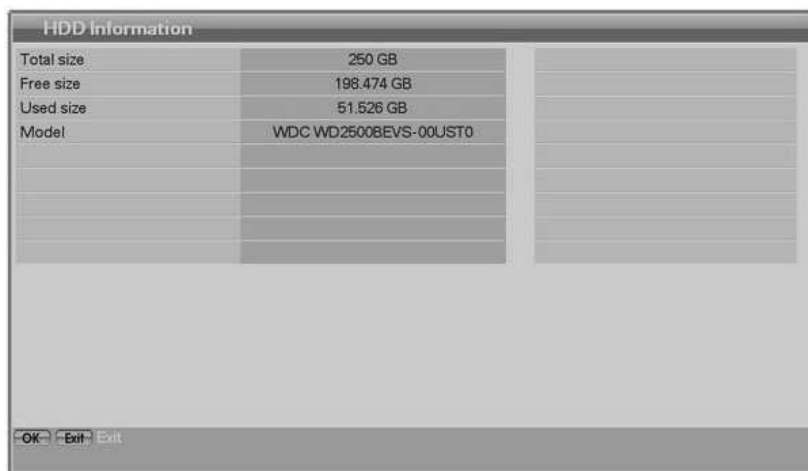 HDD Information
Total size 250 GB
Free size 198.474 GB
Used size 51.526 GB
Model WDC WD2500BEVS-00UST0
OK Exit Exit